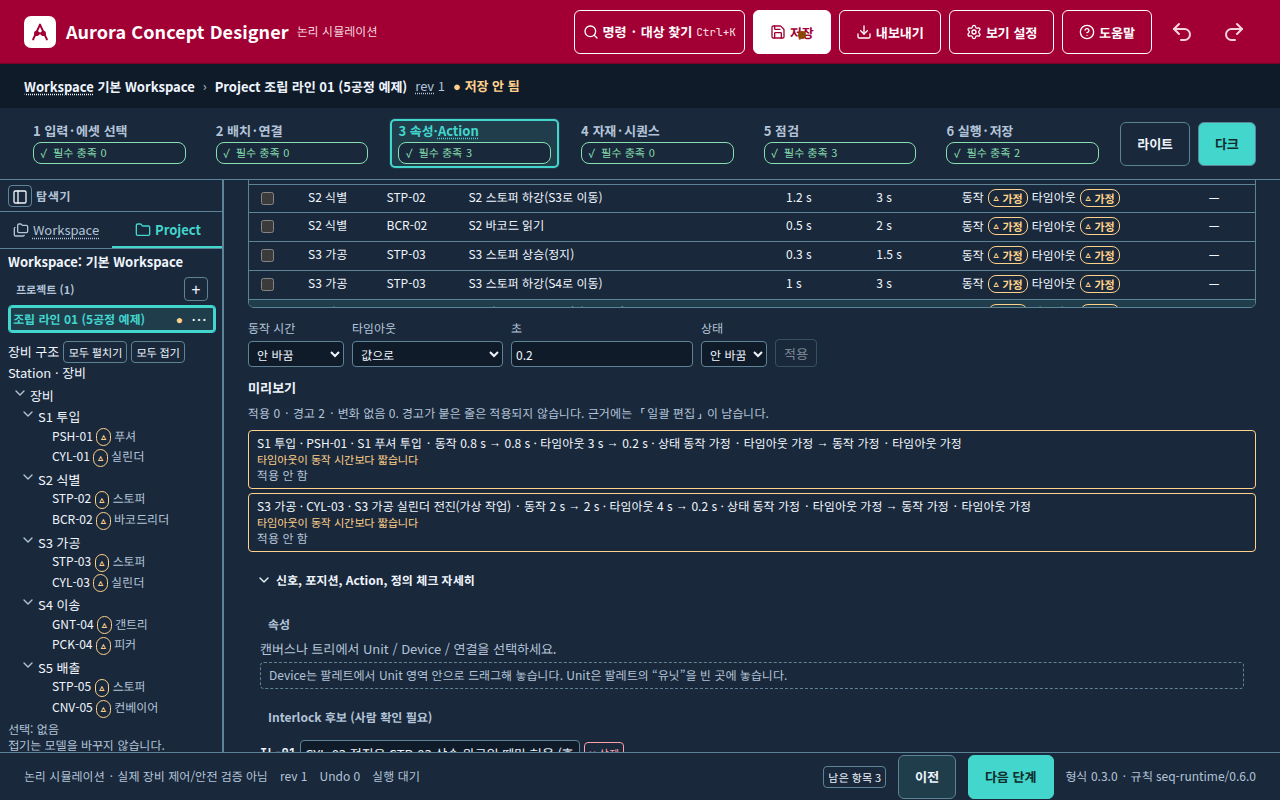 Aurora Concept Designer 논리 시뮬레이션 명령 · 대상 찾기 Ctrl+K 내보내기 보기 설정 도움말
Workspace 기본 Workspace › Project 조립 라인 01 (5공정 예제) rev 1 ● 저장 안 됨
1 입력·에셋 선택 2 배치·연결 3 속성·Action 4 자재·시퀀스 5 점검 6 실행·저장
✓ 필수 충족 0 ✓ 필수 충족 0 ✓ 필수 충족 3 ✓ 필수 충족 0 ✓ 필수 충족 3 ✓ 필수 충족 2
라이트 다크
탐색기
Workspace Project
Workspace: 기본 Workspace
프로젝트 (1) +
조립 라인 01 (5공정 예제) ● ···
장비 구조 모두 펼치기 모두 접기
Station · 장비
장비
S1 투입
PSH-01 푸셔
CYL-01 실린더
S2 식별
STP-02 스토퍼
BCR-02 바코드리더
S3 가공
STP-03 스토퍼
CYL-03 실린더
S4 이송
GNT-04 갠트리
PCK-04 피커
S5 배출
STP-05 스토퍼
CNV-05 컨베이어
선택: 없음
접기는 모델을 바꾸지 않습니다.
S2 식별 STP-02 S2 스토퍼 하강(S3로 이동) 1.2 s 3 s 동작 가정 타임아웃 가정 —
S2 식별 BCR-02 S2 바코드 읽기 0.5 s 2 s 동작 가정 타임아웃 가정 —
S3 가공 STP-03 S3 스토퍼 상승(정지) 0.3 s 1.5 s 동작 가정 타임아웃 가정 —
S3 가공 STP-03 S3 스토퍼 하강(S4로 이동) 1 s 3 s 동작 가정 타임아웃 가정 —
동작 시간 타임아웃 초 상태
안 바꿈 값으로 0.2 안 바꿈 적용
미리보기
적용 0 · 경고 2 · 변화 없음 0. 경고가 붙은 줄은 적용되지 않습니다. 근거에는 「일괄 편집」이 남습니다.
S1 투입 · PSH-01 · S1 푸셔 투입 · 동작 0.8 s → 0.8 s · 타임아웃 3 s → 0.2 s · 상태 동작 가정 · 타임아웃 가정 → 동작 가정 · 타임아웃 가정
타임아웃이 동작 시간보다 짧습니다
적용 안 함
S3 가공 · CYL-03 · S3 가공 실린더 전진(가상 작업) · 동작 2 s → 2 s · 타임아웃 4 s → 0.2 s · 상태 동작 가정 · 타임아웃 가정 → 동작 가정 · 타임아웃 가정
타임아웃이 동작 시간보다 짧습니다
적용 안 함
신호, 포지션, Action, 정의 체크 자세히
속성
캔버스나 트리에서 Unit / Device / 연결을 선택하세요.
Device는 팔레트에서 Unit 영역 안으로 드래그해 놓습니다. Unit은 팔레트의 “유닛”을 빈 곳에 놓습니다.
Interlock 후보 (사람 확인 필요)
논리 시뮬레이션 · 실제 장비 제어/안전 검증 아님 rev 1 Undo 0 실행 대기 남은 항목 3 이전 다음 단계 형식 0.3.0 · 규칙 seq-runtime/0.6.0